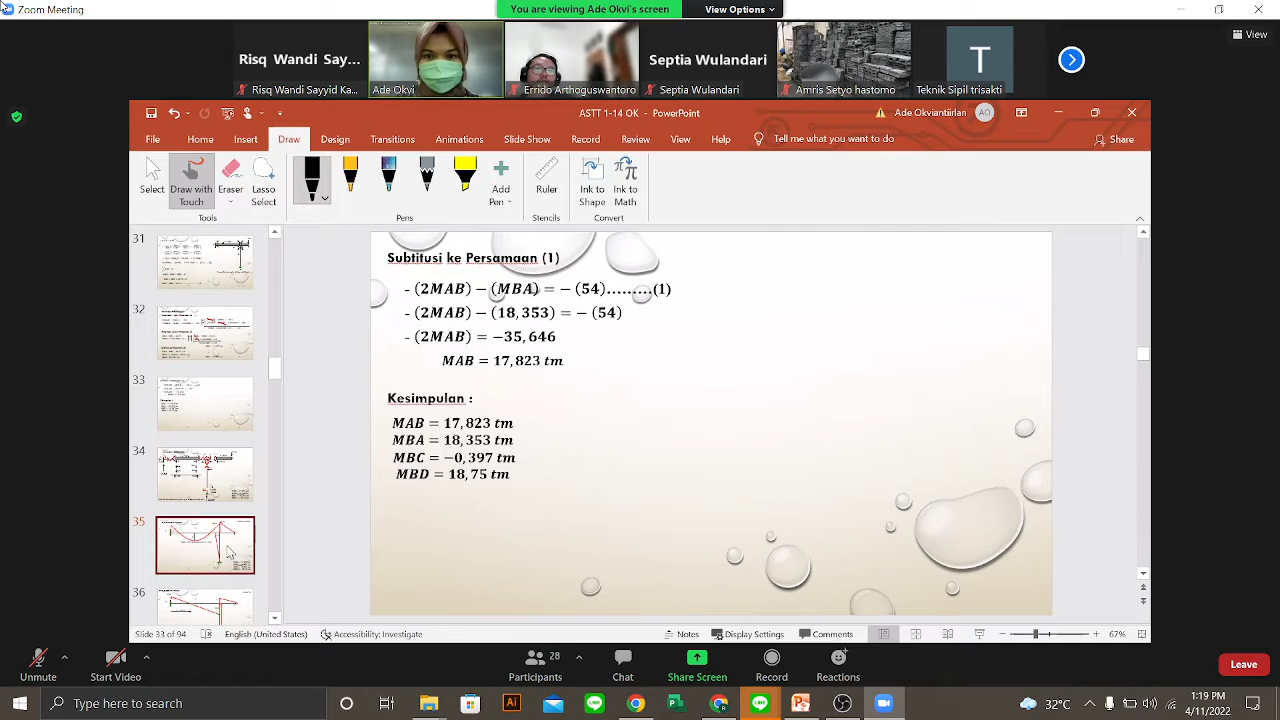 Zoom Meeting
You are viewing Ade Okvi's screen
View Options
View
Risq Wandi Say...
Septia Wulandari
T
Risq Wandi Sayyid Ka...
Ade Okvi
Erfrido Arthoguswantoro
Septia Wulandari
Amris Setyo hastomo
Teknik Sipil trisakti
ASTT 1-14 OK - PowerPoint
Ade Okviantiirlan
AO
File
Home
Insert
Draw
Design
Transitions
Animations
Slide Show
Record
Review
View
Tell me what you want to do
Share
Select
Draw with Touch
Eraser
Lasso Select
Add Pen
Ruler
Ink to Shape
Ink to Math
Tools
Pens
Stencils
Convert
31
32
33
34
35
36
Subtitusi ke Persamaan (1)
- (2MAB) − (MBA) = − (54).........(1)
- (2MAB) − (18, 353) = − (54)
- (2MAB) = −35, 646
MAB = 17, 823 tm
Kesimpulan :
MAB = 17, 823 tm
MBA = 18, 353 tm
MBC = −0, 397 tm
MBD = 18, 75 tm
Slide 33 of 94
English (United States)
Accessibility: Investigate
Notes
Display Settings
Comments
67%
Unmute
Start Video
28
Participants
Chat
Share Screen
Record
Reactions
Leave
Type here to search
32°C
1:19 PM
4/11/2022